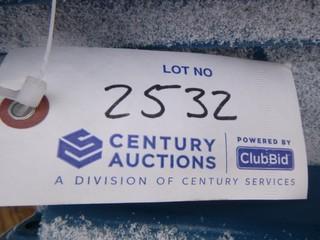 LOT NO
2532
CENTURY
AUCTIONS
POWERED BY
ClubBid
A DIVISION OF CENTURY SERVICES